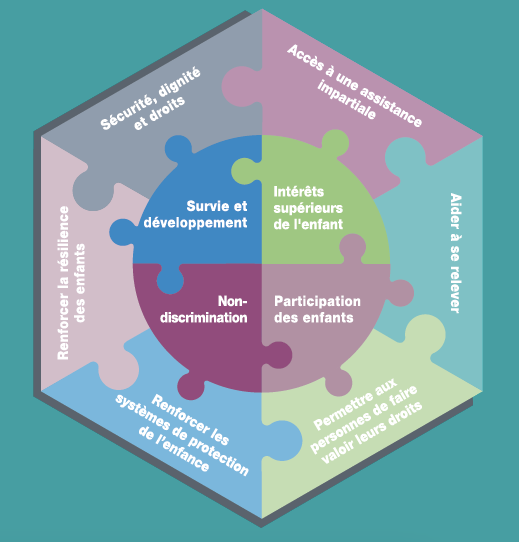 Sécurité, dignité
et droits
Accès à une assistance
impartiale
Survie et
développement
Intérêts
supérieurs
de l'enfant
Aider à se relever
Renforcer la résilience
des enfants
Non-
discrimination
Participation
des enfants
Renforcer les
systèmes de protection
de l'enfance
Permettre aux
personnes de faire
valoir leurs droits